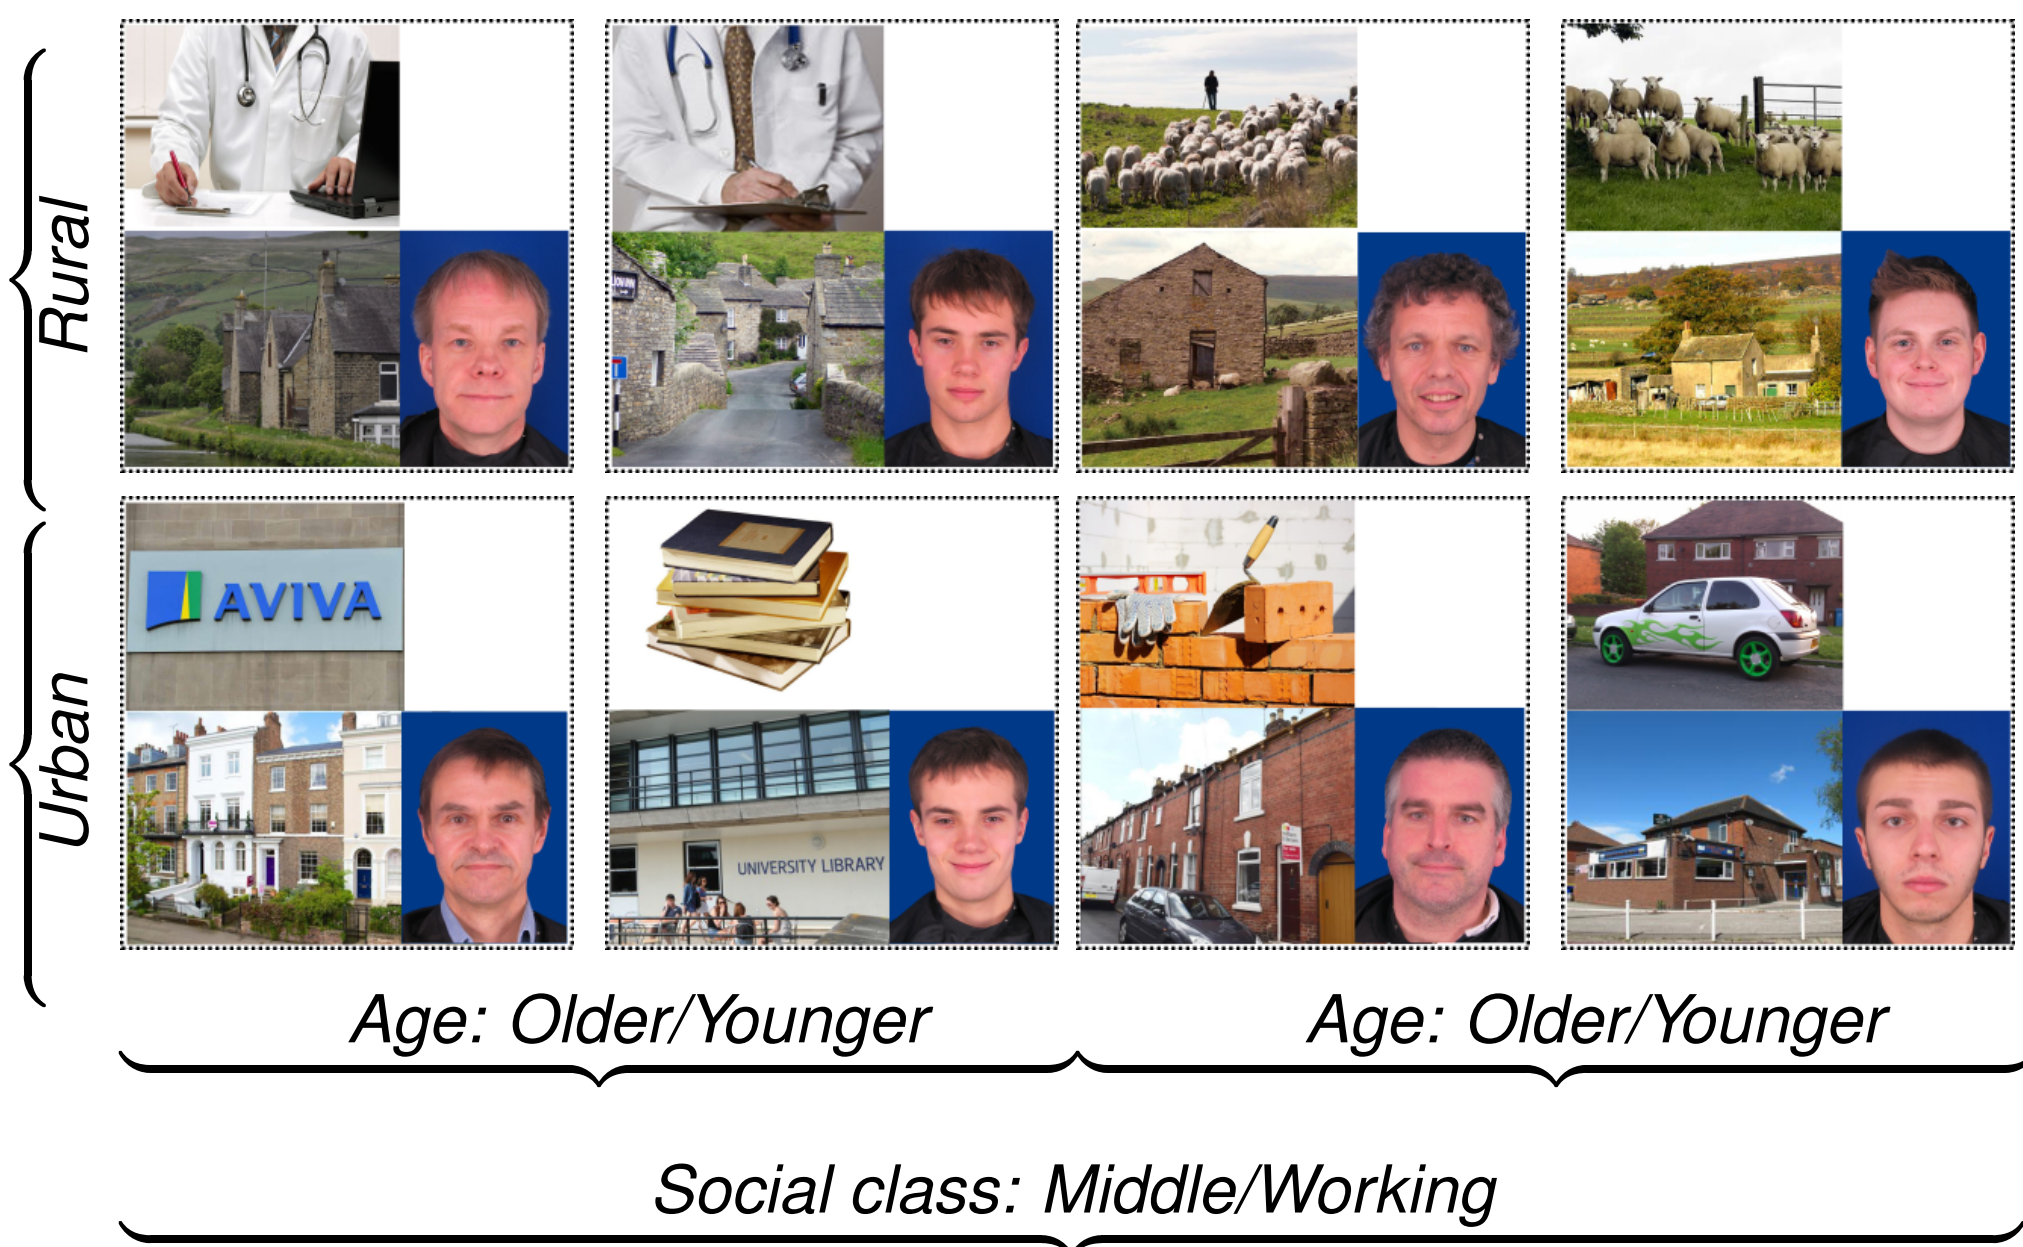 Rural
Urban
AVIVA
UNIVERSITY LIBRARY
Age: Older/Younger
Age: Older/Younger
Social class: Middle/Working